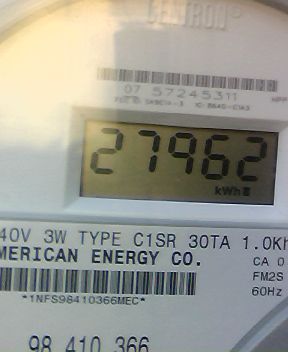 CENTRON®
07 57245311
27962
kWh
40V 3W TYPE C1SR 30TA 1.0Kh
MERICAN ENERGY CO.
CA 0
FM2S
60Hz
*1NFS98410366MEC*
98 410 366